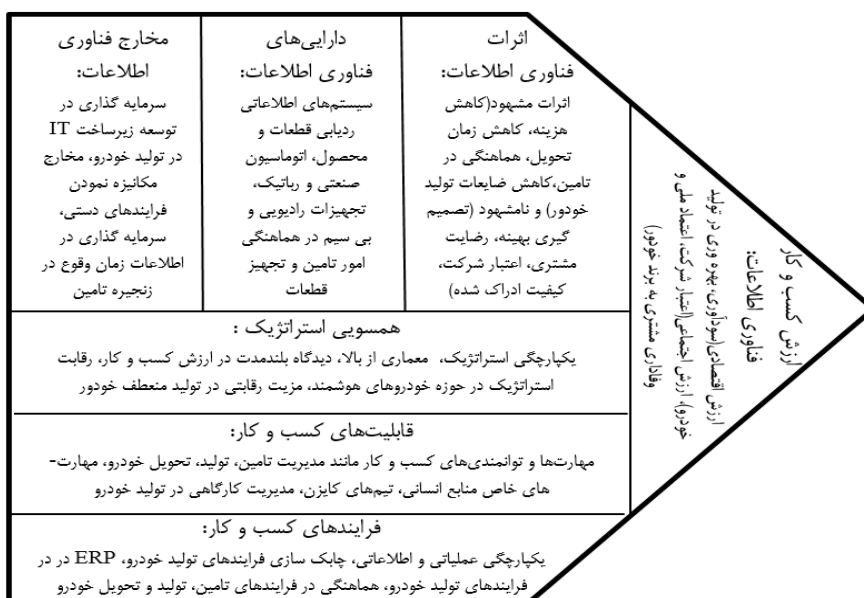 مخارج فناوری
اطلاعات:
سرمایه گذاری در
توسعه زیرساخت IT
در تولید خودرو، مخارج
مکانیزه نمودن
فرایندهای دستی،
سرمایه گذاری در
اطلاعات زمان وقوع در
زنجیره تامین
دارایی‌های
فناوری اطلاعات:
سیستم‌های اطلاعاتی
ردیابی قطعات و
محصول، اتوماسیون
صنعتی و رباتیک،
تجهیزات رادیویی و
بی سیم در هماهنگی
امور تامین و تجهیز
قطعات
اثرات
فناوری اطلاعات:
اثرات مشهود(کاهش
هزینه، کاهش زمان
تحویل، هماهنگی در
تامین،کاهش ضایعات تولید
خودور) و نامشهود (تصمیم
گیری بهینه، رضایت
مشتری، اعتبار شرکت،
کیفیت ادراک شده)
همسویی استراتژیک :
یکپارچگی استراتژیک،  معماری از بالا، دیدگاه بلندمدت در ارزش کسب و کار، رقابت
استراتژیک در حوزه خودروهای هوشمند، مزیت رقابتی در تولید منعطف خودور
قابلیت‌های کسب و کار:
مهارت‌ها و توانمندی‌های کسب و کار مانند مدیریت تامین، تولید، تحویل خودرو، مهارت-
های خاص منابع انسانی، تیم‌های کایزن، مدیریت کارگاهی در تولید خودرو
فرایندهای کسب و کار:
یکپارچگی عملیاتی و اطلاعاتی، چابک سازی فرایندهای تولید خودرو، ERP در در
فرایندهای تولید خودرو، هماهنگی در فرایندهای تامین، تولید و تحویل خودرو
ارزش کسب و کار
فناوری اطلاعات:
ارزش اقتصادی(سودآوری، بهره وری در تولید
خودرو)، ارزش اجتماعی(اعتبار شرکت، اعتماد ملی و
وفاداری مشتری به برند خودور)